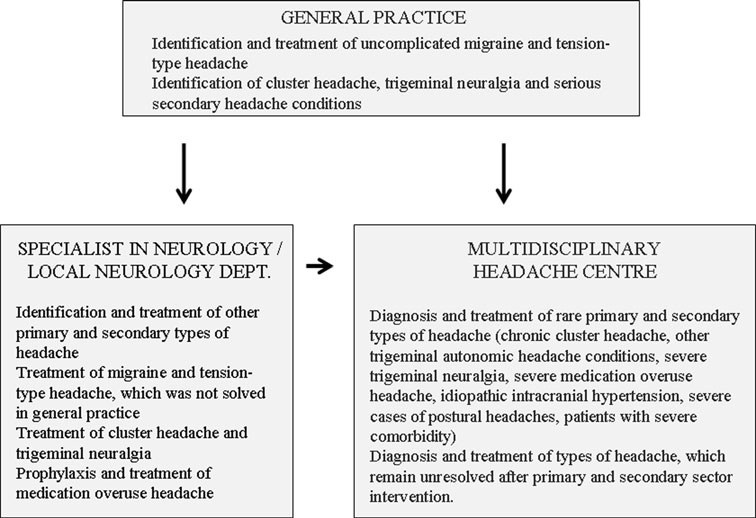 GENERAL PRACTICE
Identification and treatment of uncomplicated migraine and tension-
type headache
Identification of cluster headache, trigeminal neuralgia and serious
secondary headache conditions
SPECIALIST IN NEUROLOGY /
LOCAL NEUROLOGY DEPT.
Identification and treatment of other
primary and secondary types of
headache
Treatment of migraine and tension-
type headache, which was not solved
in general practice
Treatment of cluster headache and
trigeminal neuralgia
Prophylaxis and treatment of
medication overuse headache
MULTIDISCIPLINARY
HEADACHE CENTRE
Diagnosis and treatment of rare primary and secondary
types of headache (chronic cluster headache, other
trigeminal autonomic headache conditions, severe
trigeminal neuralgia, severe medication overuse
headache, idiopathic intracranial hypertension, severe
cases of postural headaches, patients with severe
comorbidity)
Diagnosis and treatment of types of headache, which
remain unresolved after primary and secondary sector
intervention.